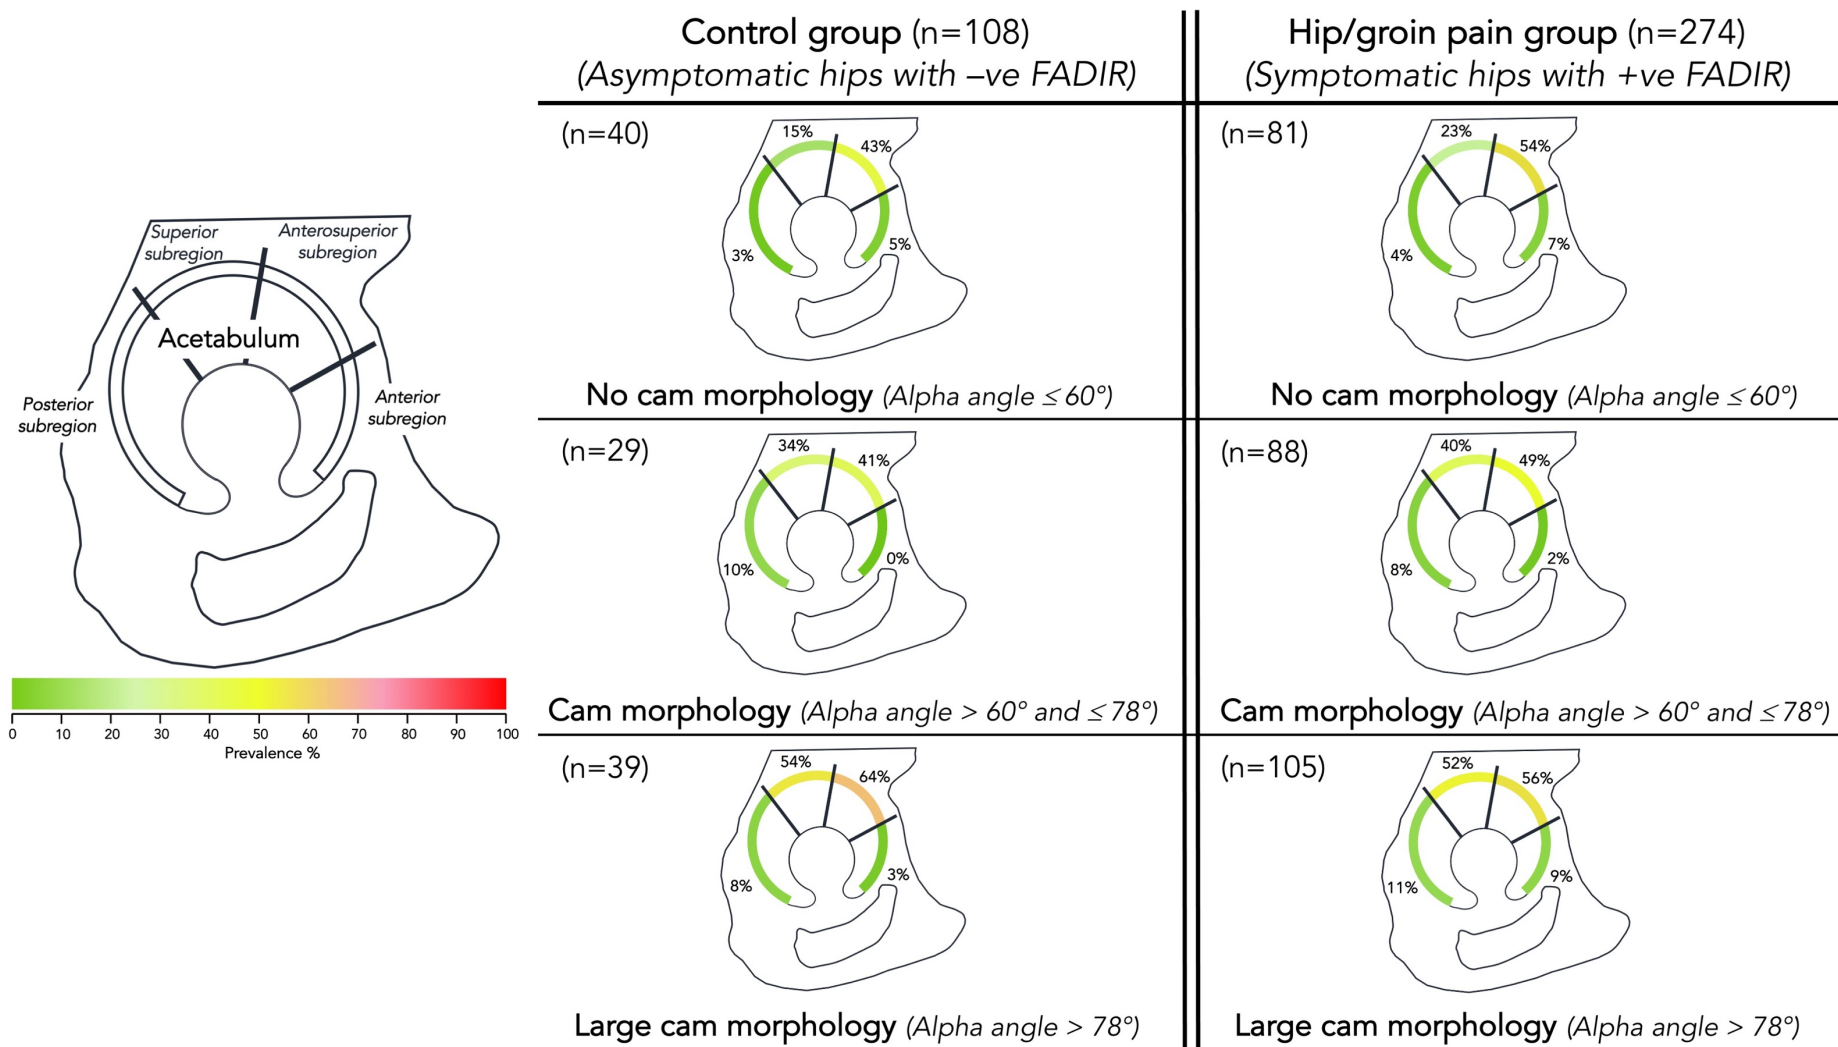 Control group (n=108)
(Asymptomatic hips with –ve FADIR)
Hip/groin pain group (n=274)
(Symptomatic hips with +ve FADIR)
Superior
subregion
Anterosuperior
subregion
Acetabulum
Posterior
subregion
Anterior
subregion
0 10 20 30 40 50 60 70 80 90 100
Prevalence %
(n=40)
15%
43%
3%
5%
No cam morphology (Alpha angle ≤ 60°)
(n=81)
23%
54%
4%
7%
No cam morphology (Alpha angle ≤ 60°)
(n=29)
34%
41%
10%
0%
Cam morphology (Alpha angle > 60° and ≤ 78°)
(n=88)
40%
49%
8%
2%
Cam morphology (Alpha angle > 60° and ≤ 78°)
(n=39)
54%
64%
8%
3%
Large cam morphology (Alpha angle > 78°)
(n=105)
52%
56%
11%
9%
Large cam morphology (Alpha angle > 78°)